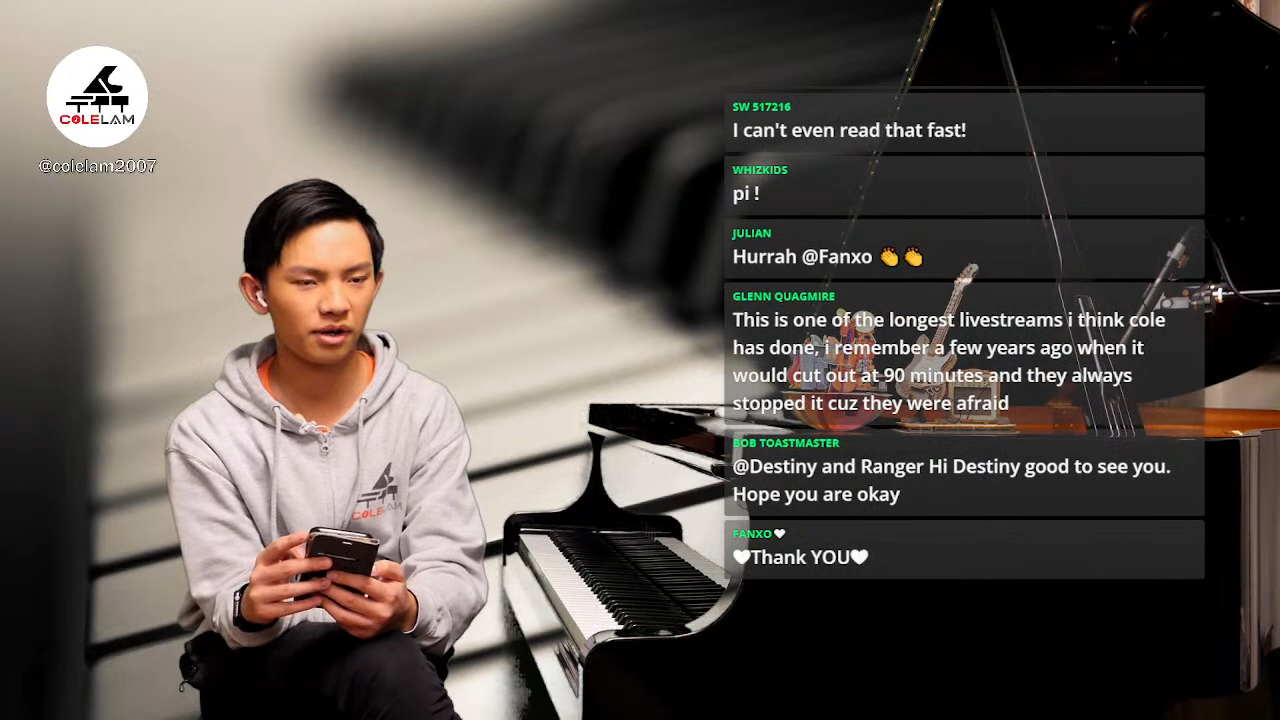 COLELAM
@colelam2007
COLELAM
SW 517216
I can't even read that fast!
WHIZKIDS
pi !
JULIAN
Hurrah @Fanxo 👏👏
GLENN QUAGMIRE
This is one of the longest livestreams i think cole
has done, i remember a few years ago when it
would cut out at 90 minutes and they always
stopped it cuz they were afraid
BOB TOASTMASTER
@Destiny and Ranger Hi Destiny good to see you.
Hope you are okay
FANXO🤍
🤍Thank YOU🤍